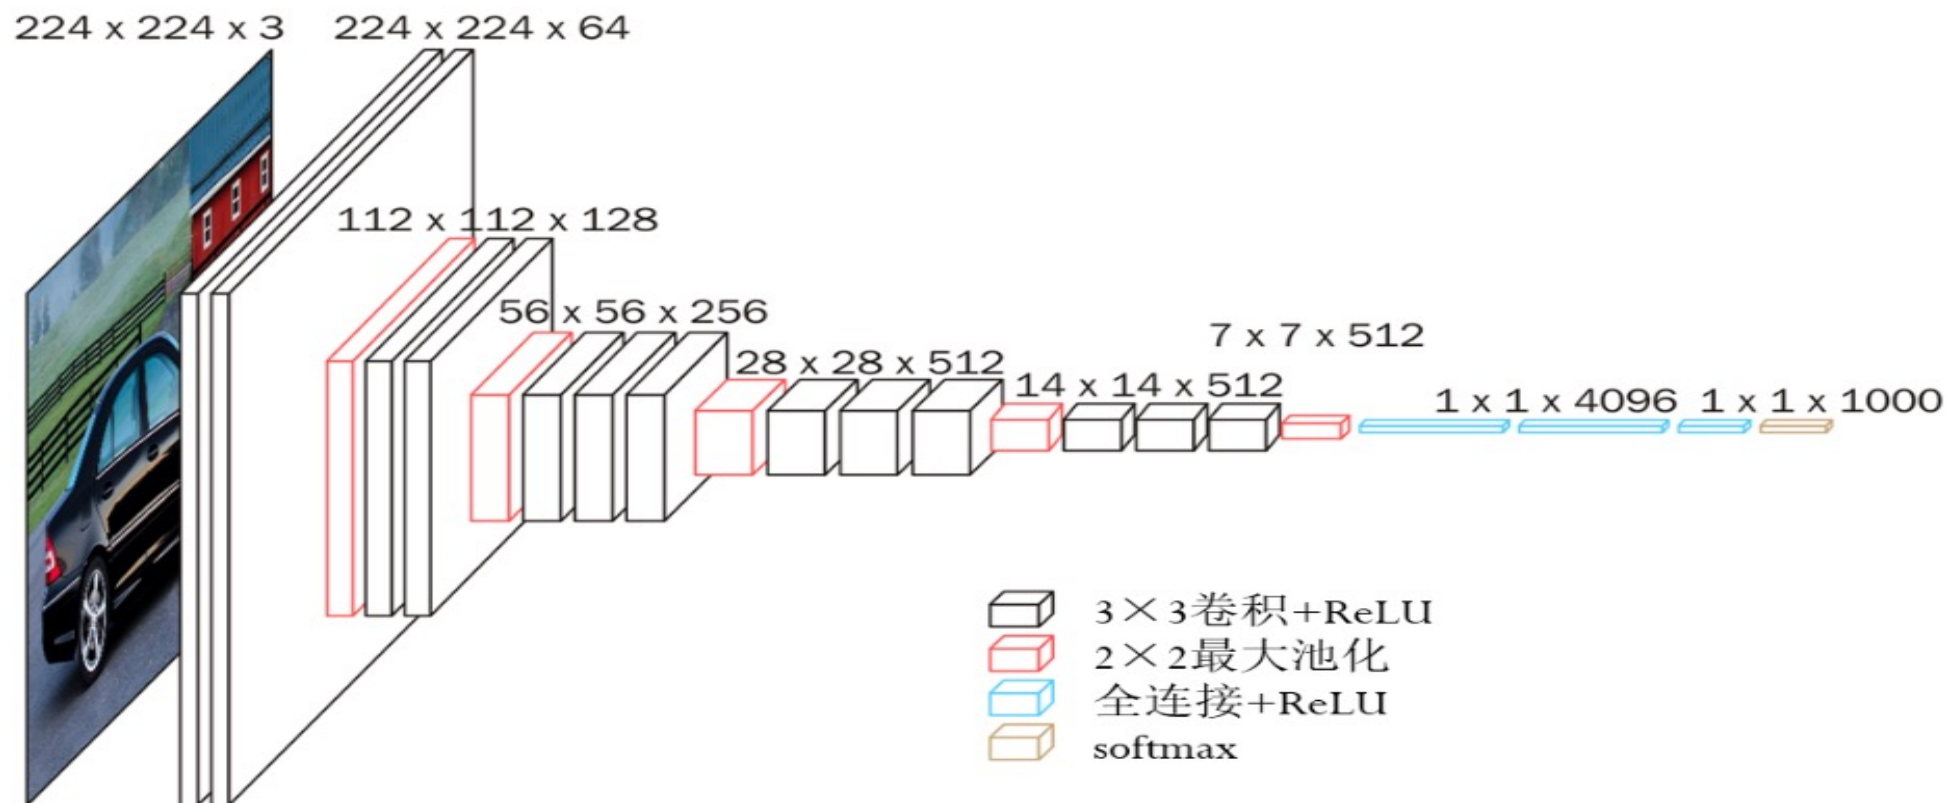 224 x 224 x 3
224 x 224 x 64
112 x 112 x 128
56 x 56 x 256
28 x 28 x 512
14 x 14 x 512
7 x 7 x 512
1 x 1 x 4096
1 x 1 x 1000
3×3卷积+ReLU
2×2最大池化
全连接+ReLU
softmax